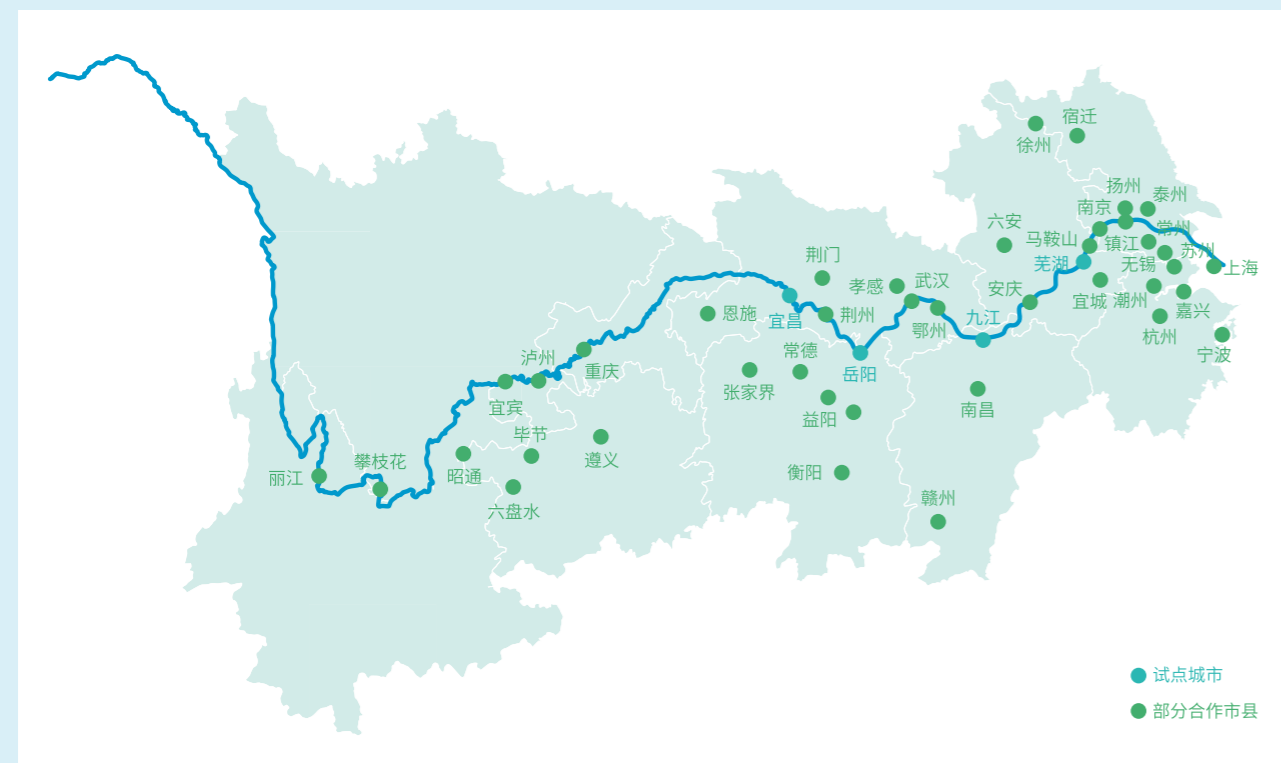 宿迁
徐州
扬州
泰州
南京
六安
常州
马鞍山
镇江
苏州
荆门
芜湖
无锡
上海
孝感
武汉
安庆
宜城
潮州
恩施
宜昌
荆州
九江
嘉兴
鄂州
杭州
常德
宁波
泸州
重庆
岳阳
张家界
宜宾
南昌
益阳
毕节
遵义
攀枝花
丽江
昭通
衡阳
赣州
六盘水
试点城市
部分合作市县